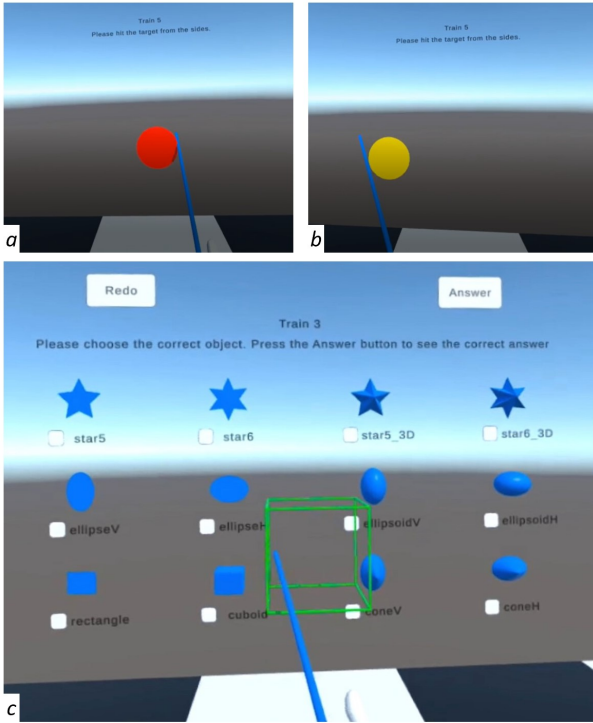 Train 5
Please hit the target from the sides.
a
Train 5
Please hit the target from the sides.
b
Redo
Answer
Train 3
Please choose the correct object. Press the Answer button to see the correct answer
star5
star6
star5_3D
star6_3D
ellipseV
ellipseH
ellipsoidV
ellipsoidH
rectangle
cuboid
coneV
coneH
c